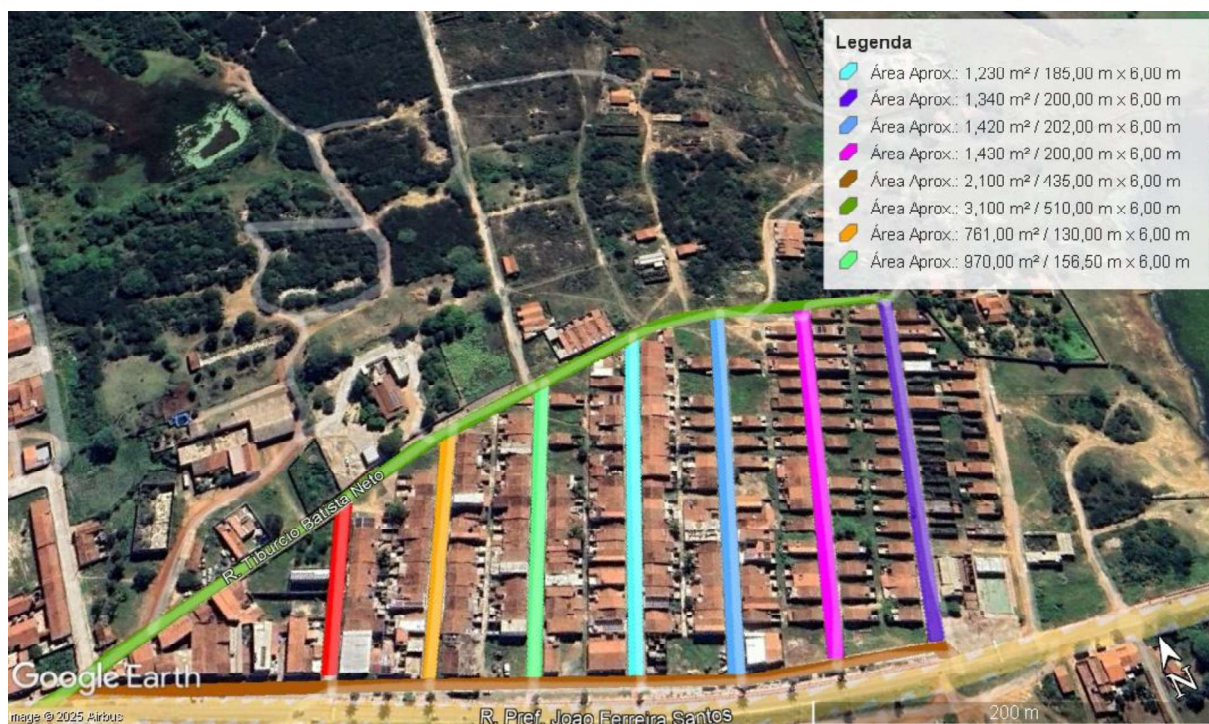 Legenda
Área Aprox.: 1,230 m² / 185,00 m x 6,00 m
Área Aprox.: 1,340 m² / 200,00 m x 6,00 m
Área Aprox.: 1,420 m² / 202,00 m x 6,00 m
Área Aprox.: 1,430 m² / 200,00 m x 6,00 m
Área Aprox.: 2,100 m² / 435,00 m x 6,00 m
Área Aprox.: 3,100 m² / 510,00 m x 6,00 m
Área Aprox.: 761,00 m² / 130,00 m x 6,00 m
Área Aprox.: 970,00 m² / 156,50 m x 6,00 m
R. Tiburcio Batista Neto
Google Earth
N
mage © 2025 Airbus
R. Pref. Joao Ferreira Santos
200 m